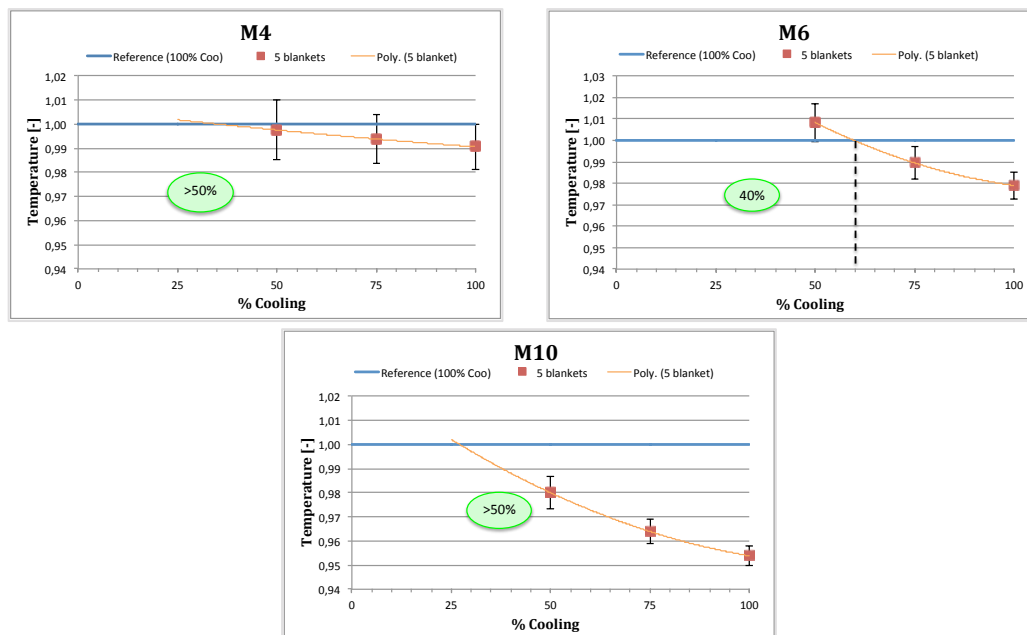 M4
Reference (100% Coo) 5 blankets Poly. (5 blanket)
Temperature [-]
1,02
1,01
1,00
0,99
0,98
0,97
0,96
0,95
0,94
>50%
0 25 50 75 100
% Cooling
M6
Reference (100% Coo) 5 blankets Poly. (5 blanket)
Temperature [-]
1,03
1,02
1,01
1,00
0,99
0,98
0,97
0,96
0,95
0,94
40%
0 25 50 75 100
% Cooling
M10
Reference (100% Coo) 5 blankets Poly. (5 blanket)
Temperature [-]
1,02
1,01
1,00
0,99
0,98
0,97
0,96
0,95
0,94
>50%
0 25 50 75 100
% Cooling